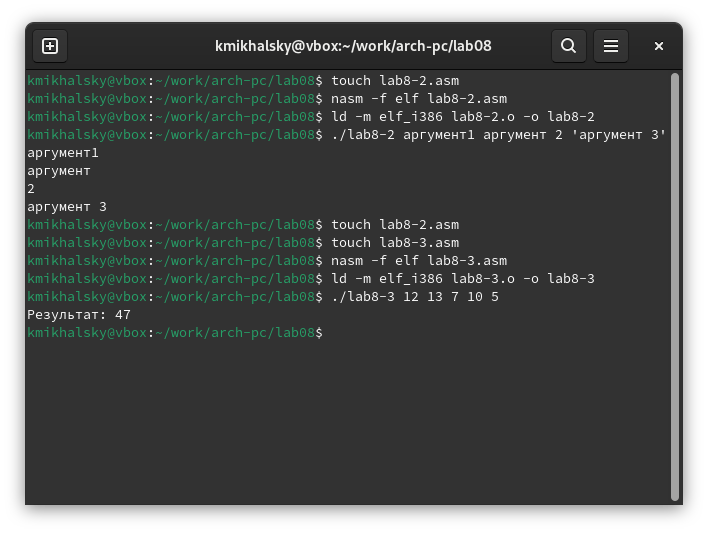 kmikhalsky@vbox:~/work/arch-pc/lab08
kmikhalsky@vbox:~/work/arch-pc/lab08$ touch lab8-2.asm
kmikhalsky@vbox:~/work/arch-pc/lab08$ nasm -f elf lab8-2.asm
kmikhalsky@vbox:~/work/arch-pc/lab08$ ld -m elf_i386 lab8-2.o -o lab8-2
kmikhalsky@vbox:~/work/arch-pc/lab08$ ./lab8-2 аргумент1 аргумент 2 'аргумент 3'
аргумент1
аргумент
2
аргумент 3
kmikhalsky@vbox:~/work/arch-pc/lab08$ touch lab8-2.asm
kmikhalsky@vbox:~/work/arch-pc/lab08$ touch lab8-3.asm
kmikhalsky@vbox:~/work/arch-pc/lab08$ nasm -f elf lab8-3.asm
kmikhalsky@vbox:~/work/arch-pc/lab08$ ld -m elf_i386 lab8-3.o -o lab8-3
kmikhalsky@vbox:~/work/arch-pc/lab08$ ./lab8-3 12 13 7 10 5
Результат: 47
kmikhalsky@vbox:~/work/arch-pc/lab08$